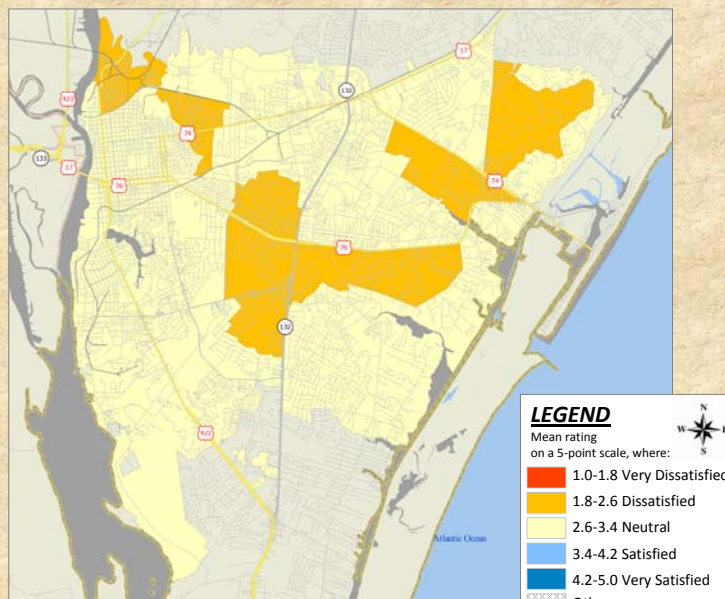 17
132
421
74
133
17
76
74
76
132
421
Atlantic Ocean
LEGEND
N
W
S
Mean rating
on a 5-point scale, where:
1.0-1.8 Very Dissatisfied
1.8-2.6 Dissatisfied
2.6-3.4 Neutral
3.4-4.2 Satisfied
4.2-5.0 Very Satisfied